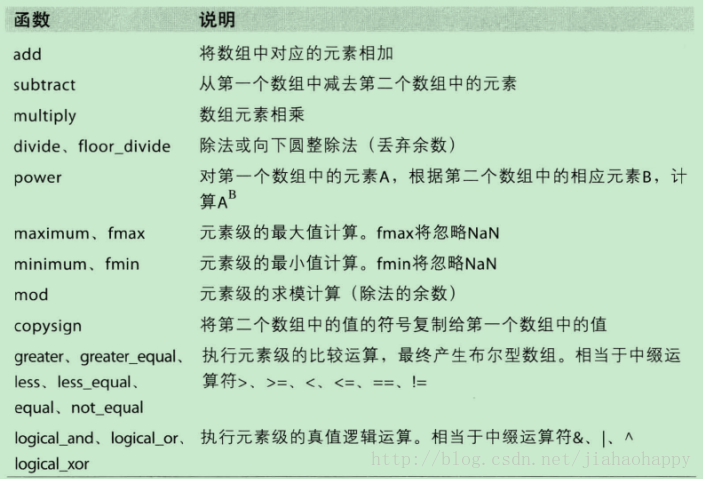 函数 说明
add 将数组中对应的元素相加
subtract 从第一个数组中减去第二个数组中的元素
multiply 数组元素相乘
divide、floor_divide 除法或向下圆整除法（丢弃余数）
power 对第一个数组中的元素A，根据第二个数组中的相应元素B，计
算A^B
maximum、fmax 元素级的最大值计算。fmax将忽略NaN
minimum、fmin 元素级的最小值计算。fmin将忽略NaN
mod 元素级的求模计算（除法的余数）
copysign 将第二个数组中的值的符号复制给第一个数组中的值
greater、greater_equal、 执行元素级的比较运算，最终产生布尔型数组。相当于中缀运
less、less_equal、 算符>、>=、<、<=、==、!=
equal、not_equal
logical_and、logical_or、 执行元素级的真值逻辑运算。相当于中缀运算符&、|、^
logical_xor
http://blog.csdn.net/jiahaohappy